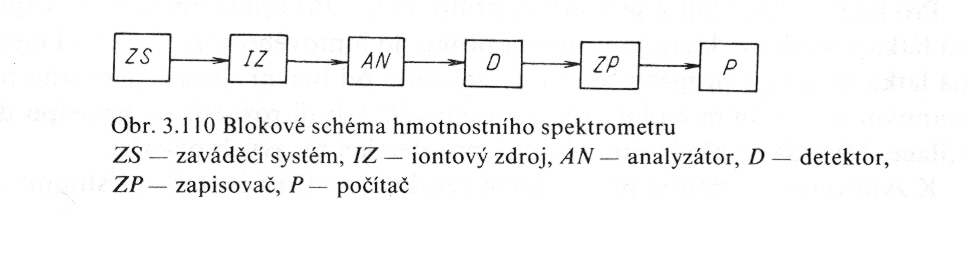 ZS IZ AN D ZP P
Obr. 3.110 Blokové schéma hmotnostního spektrometru
ZS — zaváděcí systém, IZ — iontový zdroj, AN — analyzátor, D — detektor,
ZP — zapisovač, P — počítač